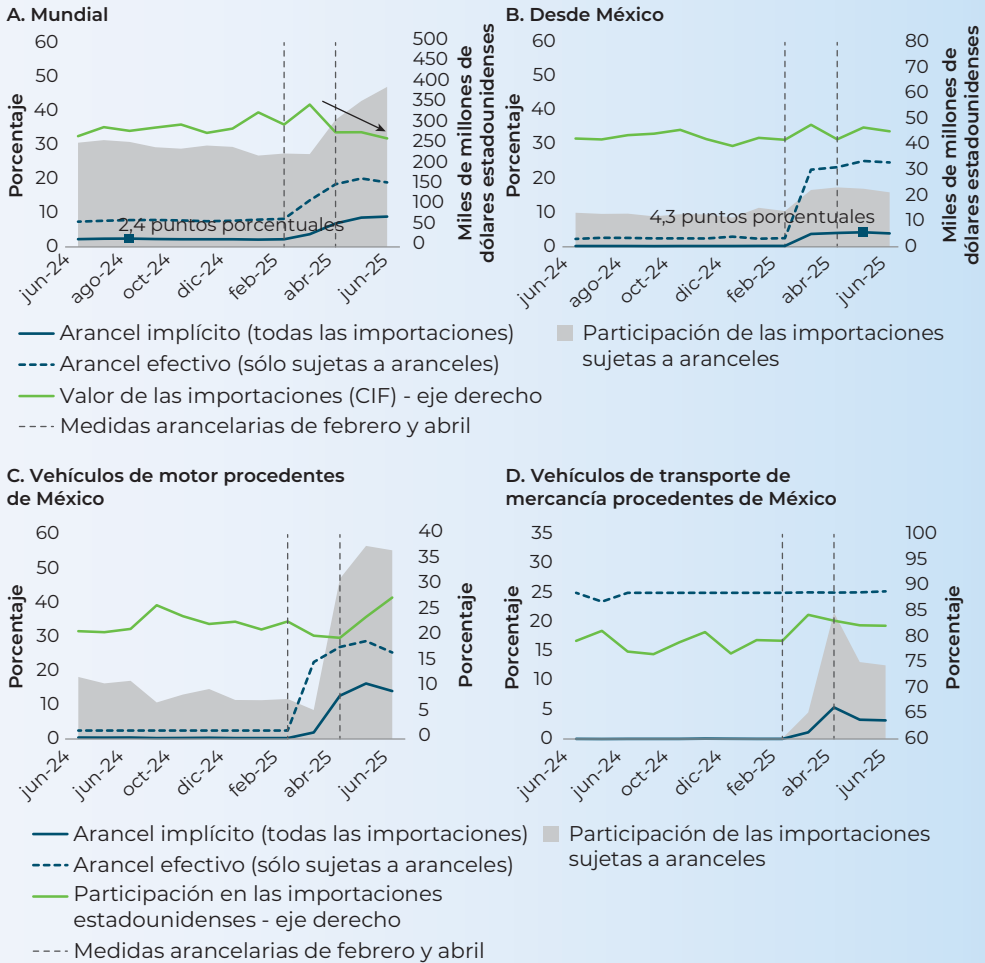 A. Mundial
60
50
40
30
20
10
0
Porcentaje
500
450
400
350
300
250
200
150
100
50
0
Miles de millones de
dólares estadounidenses
2,4 puntos porcentuales
jun-24
ago-24
oct-24
dic-24
feb-25
abr-25
jun-25
B. Desde México
60
50
40
30
20
10
0
Porcentaje
80
70
60
50
40
30
20
10
0
Miles de millones de
dólares estadounidenses
4,3 puntos porcentuales
jun-24
ago-24
oct-24
dic-24
feb-25
abr-25
jun-25
Arancel implícito (todas las importaciones)
Arancel efectivo (sólo sujetas a aranceles)
Valor de las importaciones (CIF) - eje derecho
Medidas arancelarias de febrero y abril
Participación de las importaciones
sujetas a aranceles
C. Vehículos de motor procedentes
de México
60
50
40
30
20
10
0
Porcentaje
40
35
30
25
20
15
10
5
0
Porcentaje
jun-24
jun-24
oct-24
dic-24
feb-25
abr-25
jun-25
D. Vehículos de transporte de
mercancía procedentes de México
35
30
25
20
15
10
5
0
Porcentaje
100
95
90
85
80
75
70
65
60
Porcentaje
jun-24
jun-24
oct-24
dic-24
feb-25
abr-25
jun-25
Arancel implícito (todas las importaciones)
Arancel efectivo (sólo sujetas a aranceles)
Participación en las importaciones
estadounidenses - eje derecho
Medidas arancelarias de febrero y abril
Participación de las importaciones
sujetas a aranceles